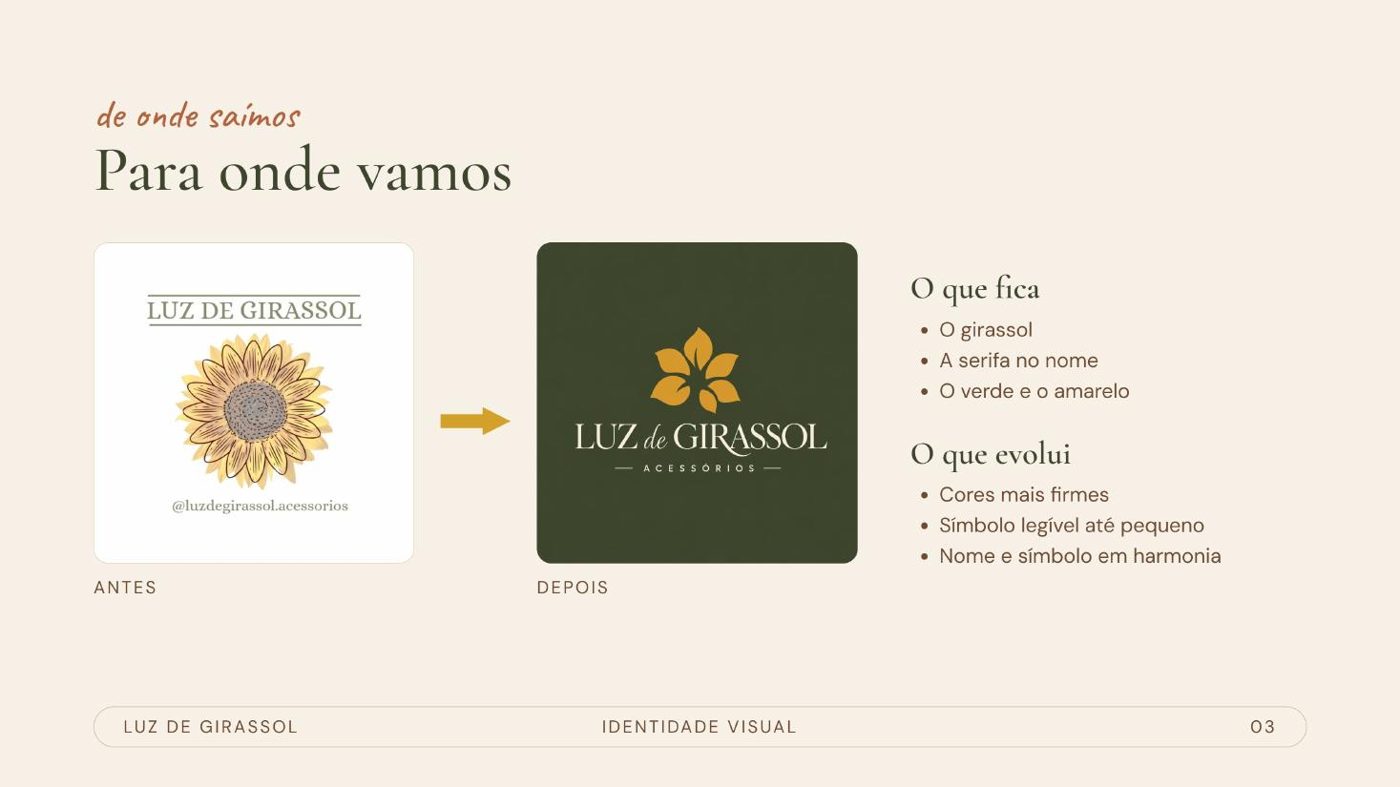 de onde saímos
Para onde vamos
LUZ DE GIRASSOL
@luzdegirassol.acessorios
ANTES
LUZ de GIRASSOL
ACESSÓRIOS
DEPOIS
O que fica
• O girassol
• A serifa no nome
• O verde e o amarelo
O que evolui
• Cores mais firmes
• Símbolo legível até pequeno
• Nome e símbolo em harmonia
LUZ DE GIRASSOL
IDENTIDADE VISUAL
03